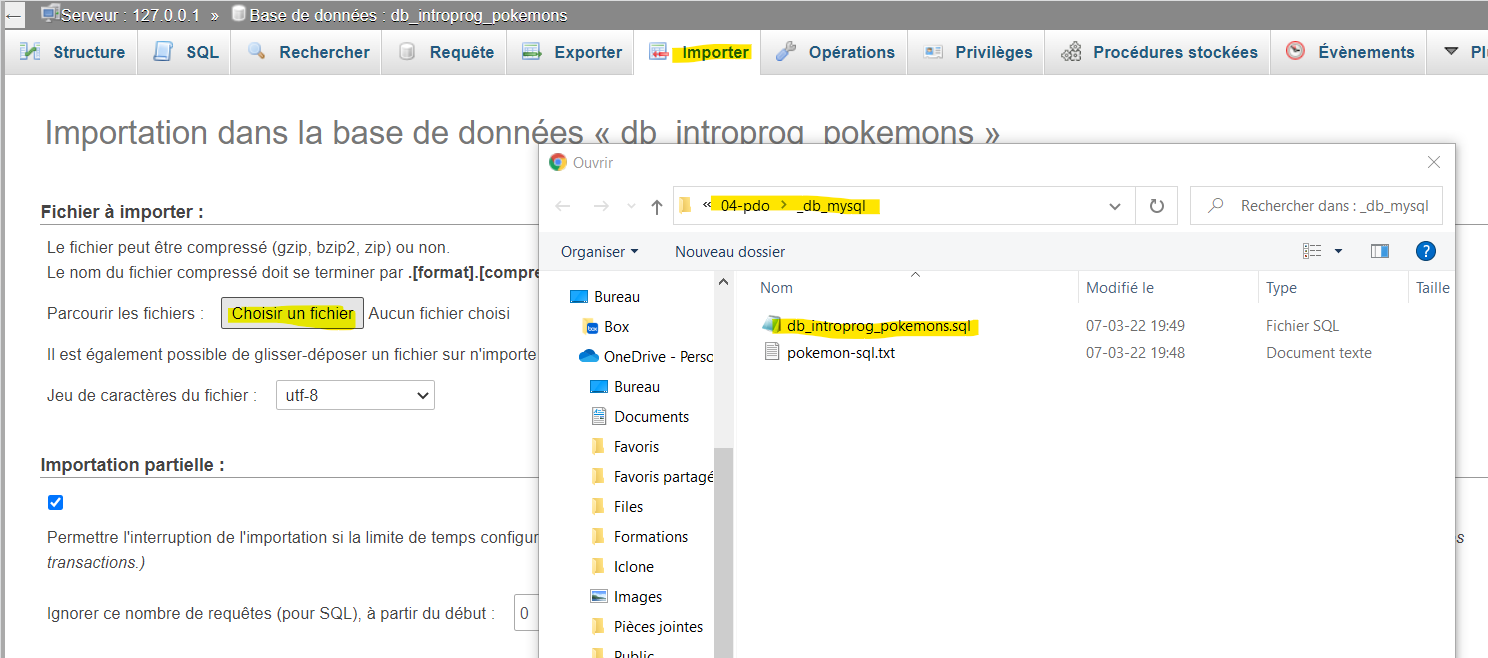 ← Serveur : 127.0.0.1 » Base de données : db_introprog_pokemons
Structure SQL Rechercher Requête Exporter Importer Opérations Privilèges Procédures stockées Évènements
Importation dans la base de données « db_introprog_pokemons »
Fichier à importer :
Le fichier peut être compressé (gzip, bzip2, zip) ou non.
Le nom du fichier compressé doit se terminer par .[format].[compre
Parcourir les fichiers : Choisir un fichier Aucun fichier choisi
Il est également possible de glisser-déposer un fichier sur n'importe
Jeu de caractères du fichier : utf-8
Importation partielle :
Permettre l'interruption de l'importation si la limite de temps configur
es
transactions.)
Ignorer ce nombre de requêtes (pour SQL), à partir du début : 0
Ouvrir
« 04-pdo > _db_mysql
Rechercher dans : _db_mysql
Organiser Nouveau dossier
?
Bureau
Box
OneDrive - Perso
Bureau
Documents
Favoris
Favoris partagé
Files
Formations
Iclone
Images
Pièces jointes
Public
Nom Modifié le Type Taille
db_introprog_pokemons.sql 07-03-22 19:49 Fichier SQL
pokemon-sql.txt 07-03-22 19:48 Document texte